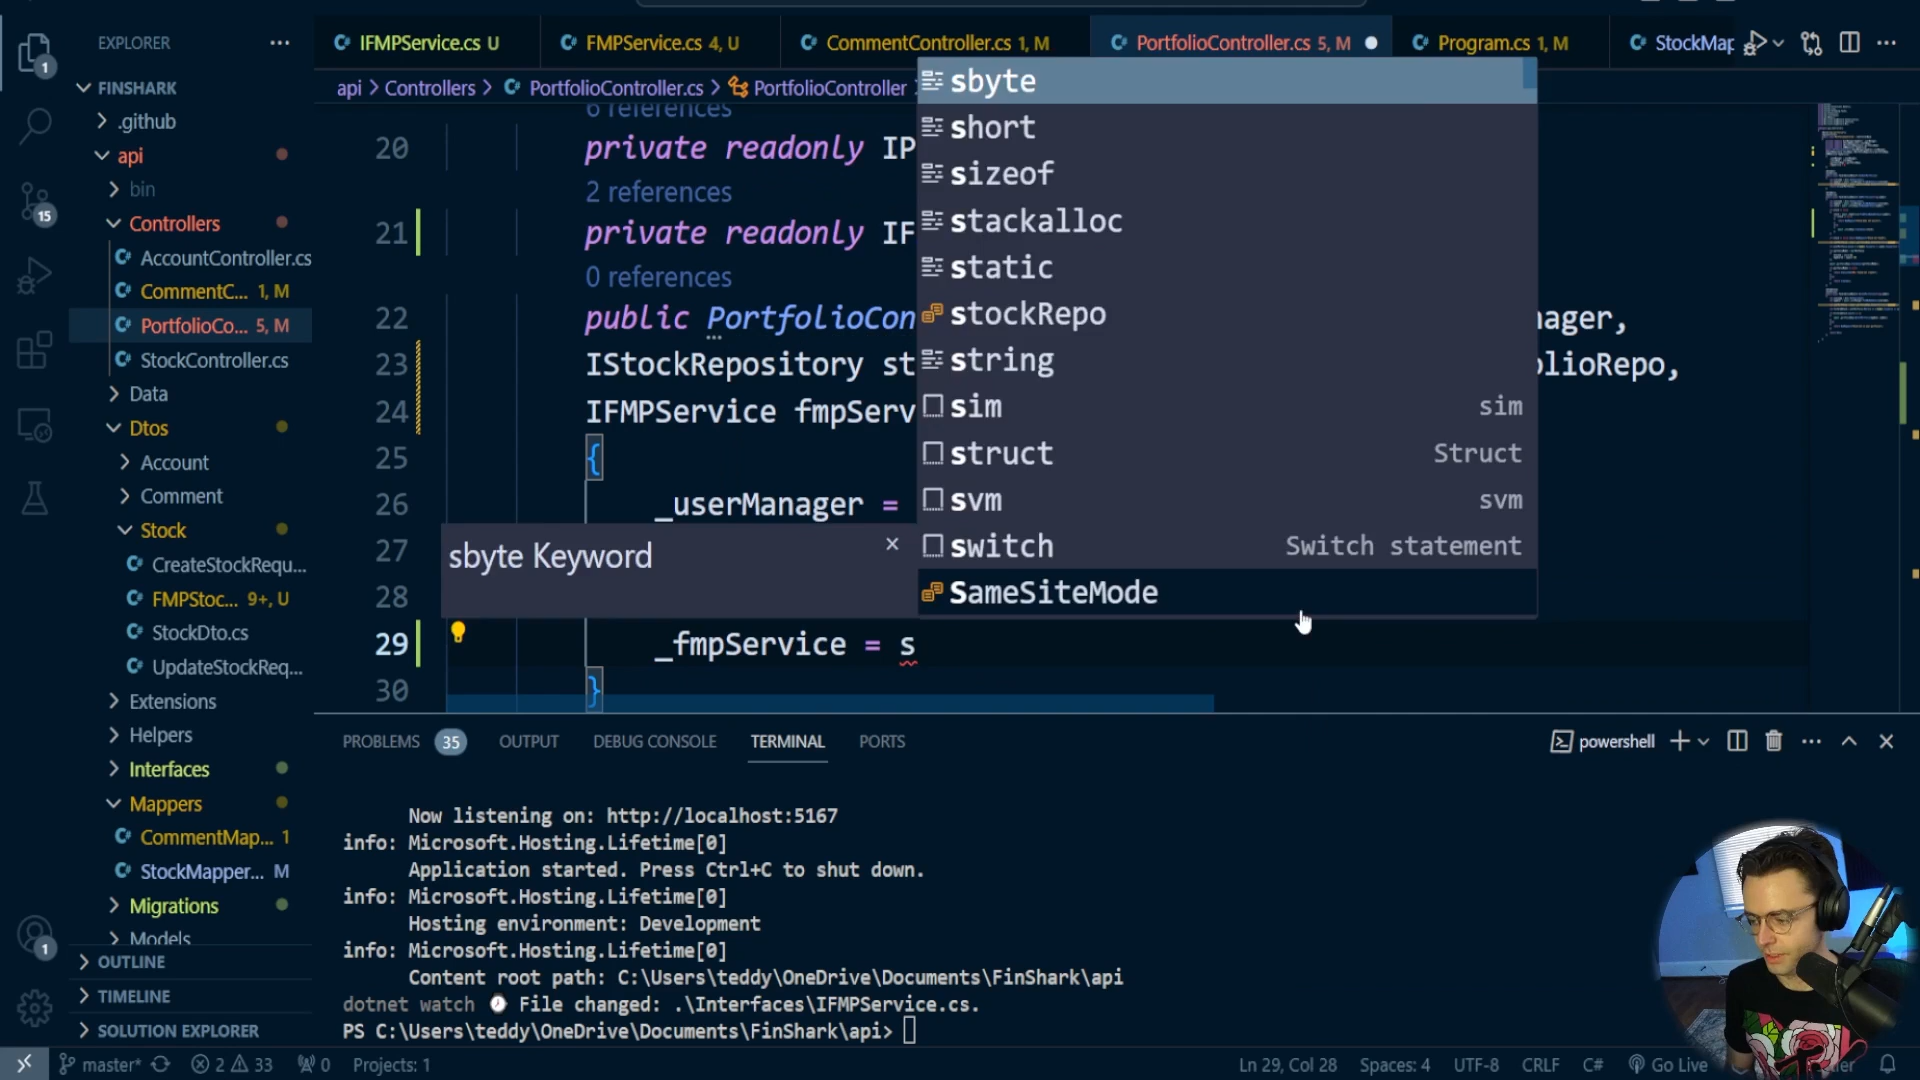 EXPLORER
IFMPService.cs U
FMPService.cs 4, U
CommentController.cs 1, M
PortfolioController.cs 5, M
Program.cs 1, M
StockMap
FINSHARK
api > Controllers > PortfolioController.cs > PortfolioController
.github
api
bin
Controllers
AccountController.cs
CommentC... 1, M
PortfolioCo... 5, M
StockController.cs
Data
Dtos
Account
Comment
Stock
CreateStockRequ...
FMPStoc... 9+, U
StockDto.cs
UpdateStockReq...
Extensions
Helpers
Interfaces
Mappers
CommentMap... 1
StockMapper... M
Migrations
Models
OUTLINE
TIMELINE
SOLUTION EXPLORER
1
15
1
6 references
20 private readonly IP
2 references
21 private readonly IF
0 references
22 public PortfolioCon nager,
23 IStockRepository st lioRepo,
24 IFMPService fmpServ
25 {
26 _userManager =
27
28
29 _fmpService = s
30 }
sbyte
short
sizeof
stackalloc
static
stockRepo
string
sim sim
struct Struct
svm svm
switch Switch statement
SameSiteMode
sbyte Keyword
PROBLEMS 35 OUTPUT DEBUG CONSOLE TERMINAL PORTS
powershell
Now listening on: http://localhost:5167
info: Microsoft.Hosting.Lifetime[0]
Application started. Press Ctrl+C to shut down.
info: Microsoft.Hosting.Lifetime[0]
Hosting environment: Development
info: Microsoft.Hosting.Lifetime[0]
Content root path: C:\Users\teddy\OneDrive\Documents\FinShark\api
dotnet watch ⌚ File changed: .\Interfaces\IFMPService.cs.
PS C:\Users\teddy\OneDrive\Documents\FinShark\api>
master* 2 33 0 Projects: 1
Ln 29, Col 28 Spaces: 4 UTF-8 CRLF C# Go Live